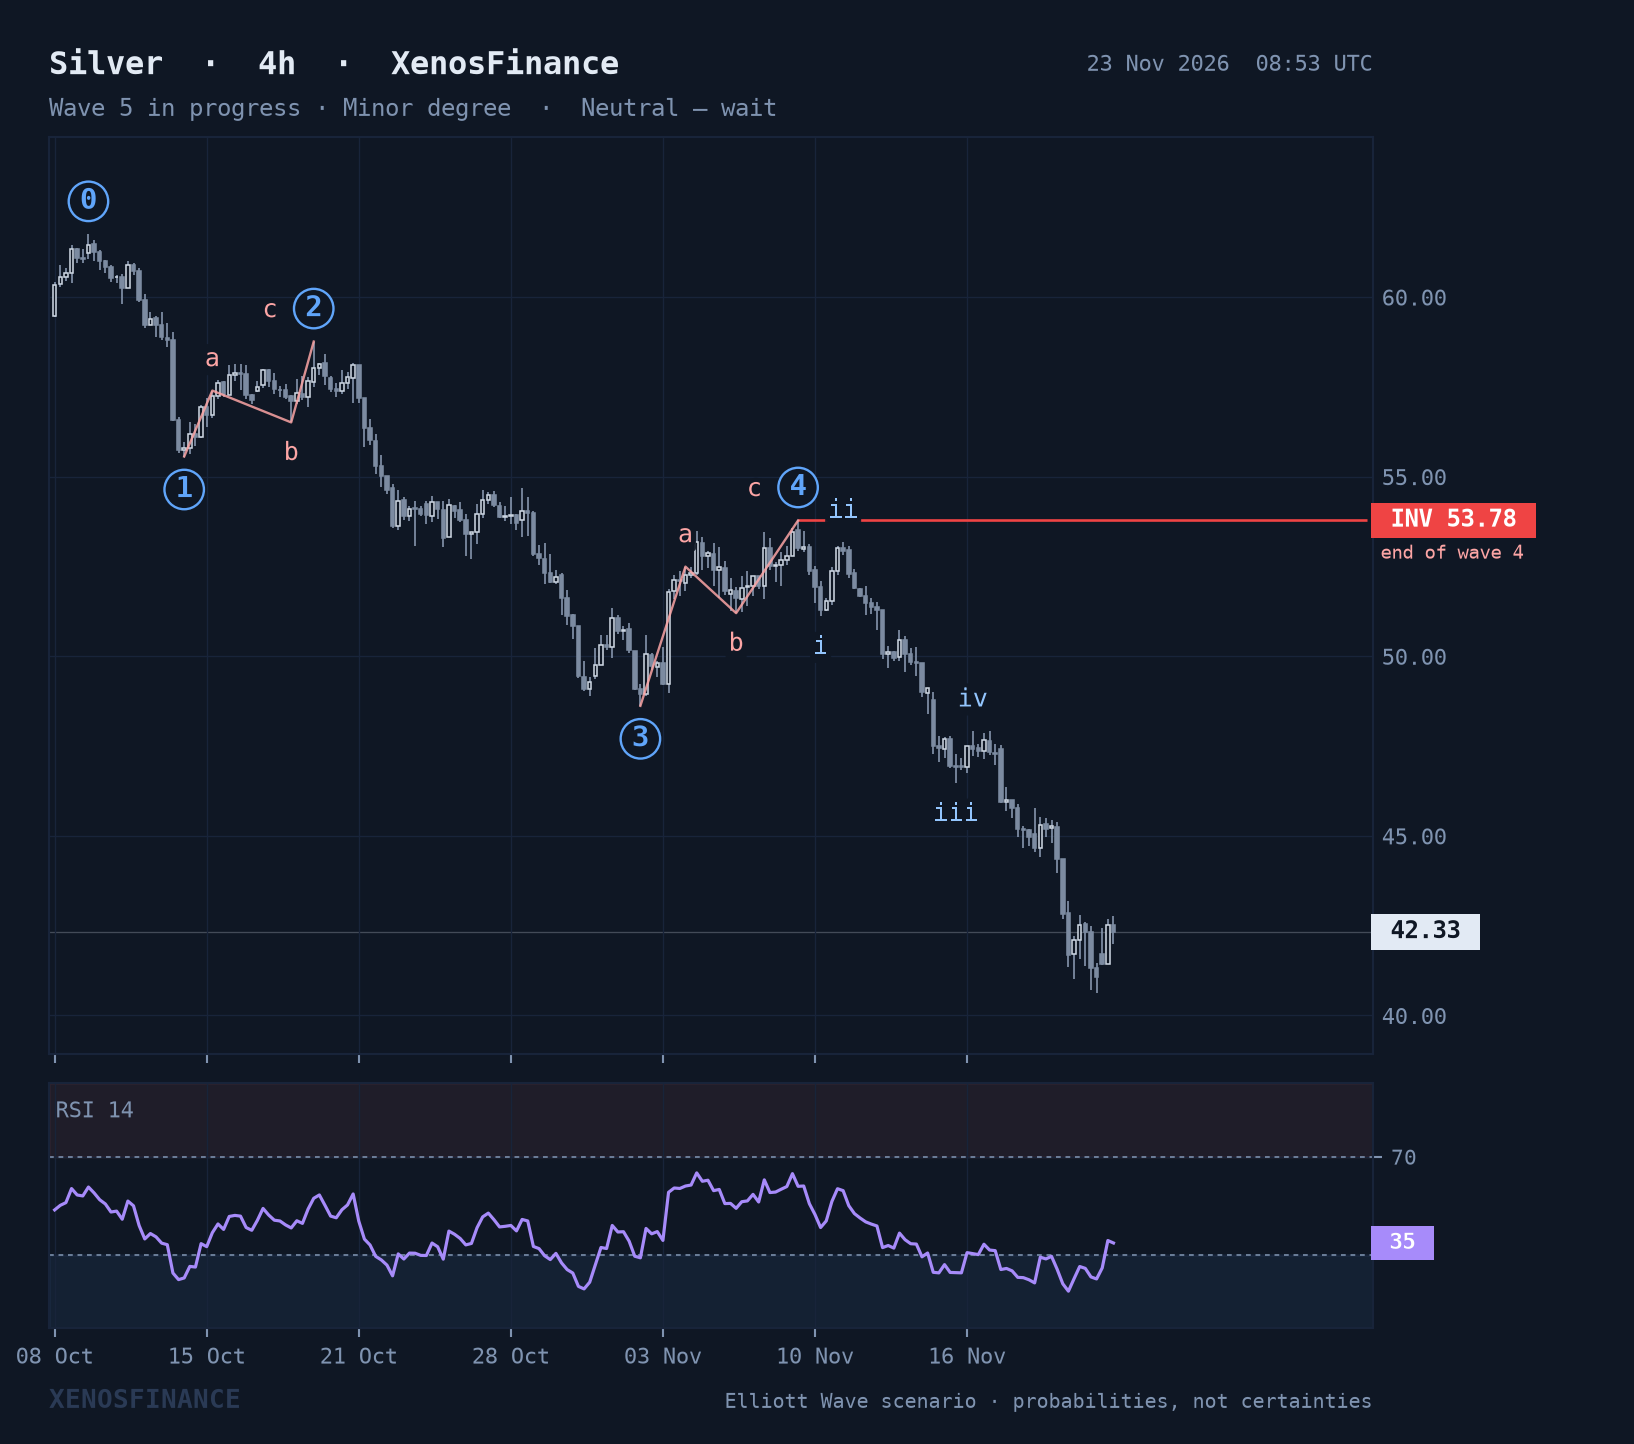 Silver · 4h · XenosFinance
23 Nov 2026 08:53 UTC
Wave 5 in progress · Minor degree · Neutral — wait
0
c 2
60.00
a
b
1
c 4
55.00
ii
INV 53.78
a
end of wave 4
b
i
50.00
3
iv
iii
45.00
42.33
40.00
RSI 14
70
35
08 Oct 15 Oct 21 Oct 28 Oct 03 Nov 10 Nov 16 Nov
XENOSFINANCE
Elliott Wave scenario · probabilities, not certainties